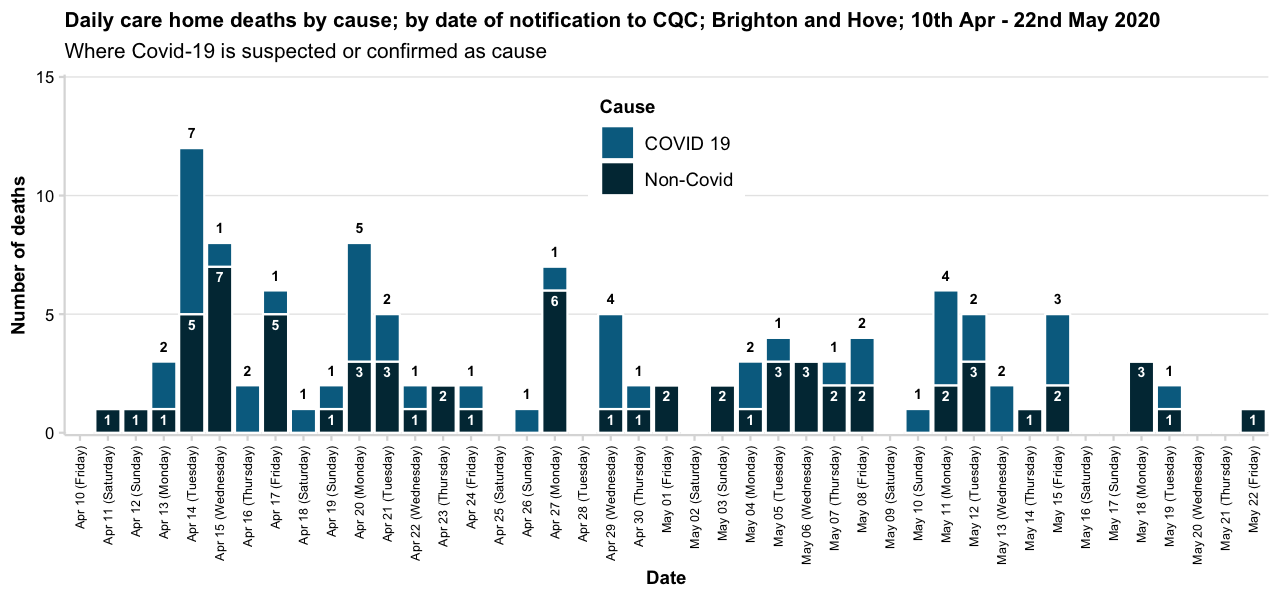 Daily care home deaths by cause; by date of notification to CQC; Brighton and Hove; 10th Apr - 22nd May 2020
Where Covid-19 is suspected or confirmed as cause
Number of deaths
15
10
5
0
Cause
COVID 19
Non-Covid
1
1
2
1
7
5
1
7
2
1
5
1
1
1
5
3
2
3
1
1
2
1
1
1
1
6
4
1
1
1
2
2
2
1
1
3
3
1
2
2
2
1
4
2
2
3
2
1
3
2
3
1
1
1
Apr 10 (Friday)
Apr 11 (Saturday)
Apr 12 (Sunday)
Apr 13 (Monday)
Apr 14 (Tuesday)
Apr 15 (Wednesday)
Apr 16 (Thursday)
Apr 17 (Friday)
Apr 18 (Saturday)
Apr 19 (Sunday)
Apr 20 (Monday)
Apr 21 (Tuesday)
Apr 22 (Wednesday)
Apr 23 (Thursday)
Apr 24 (Friday)
Apr 25 (Saturday)
Apr 26 (Sunday)
Apr 27 (Monday)
Apr 28 (Tuesday)
Apr 29 (Wednesday)
Apr 30 (Thursday)
May 01 (Friday)
May 02 (Saturday)
May 03 (Sunday)
May 04 (Monday)
May 05 (Tuesday)
May 06 (Wednesday)
May 07 (Thursday)
May 08 (Friday)
May 09 (Saturday)
May 10 (Sunday)
May 11 (Monday)
May 12 (Tuesday)
May 13 (Wednesday)
May 14 (Thursday)
May 15 (Friday)
May 16 (Saturday)
May 17 (Sunday)
May 18 (Monday)
May 19 (Tuesday)
May 20 (Wednesday)
May 21 (Thursday)
May 22 (Friday)
Date